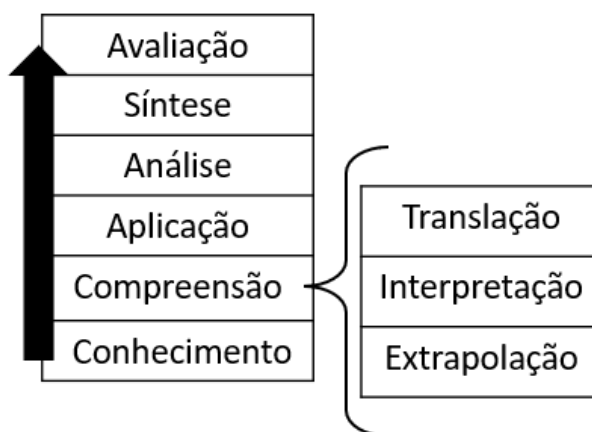 Avaliação
Síntese
Análise
Aplicação
Compreensão
Conhecimento
Translação
Interpretação
Extrapolação